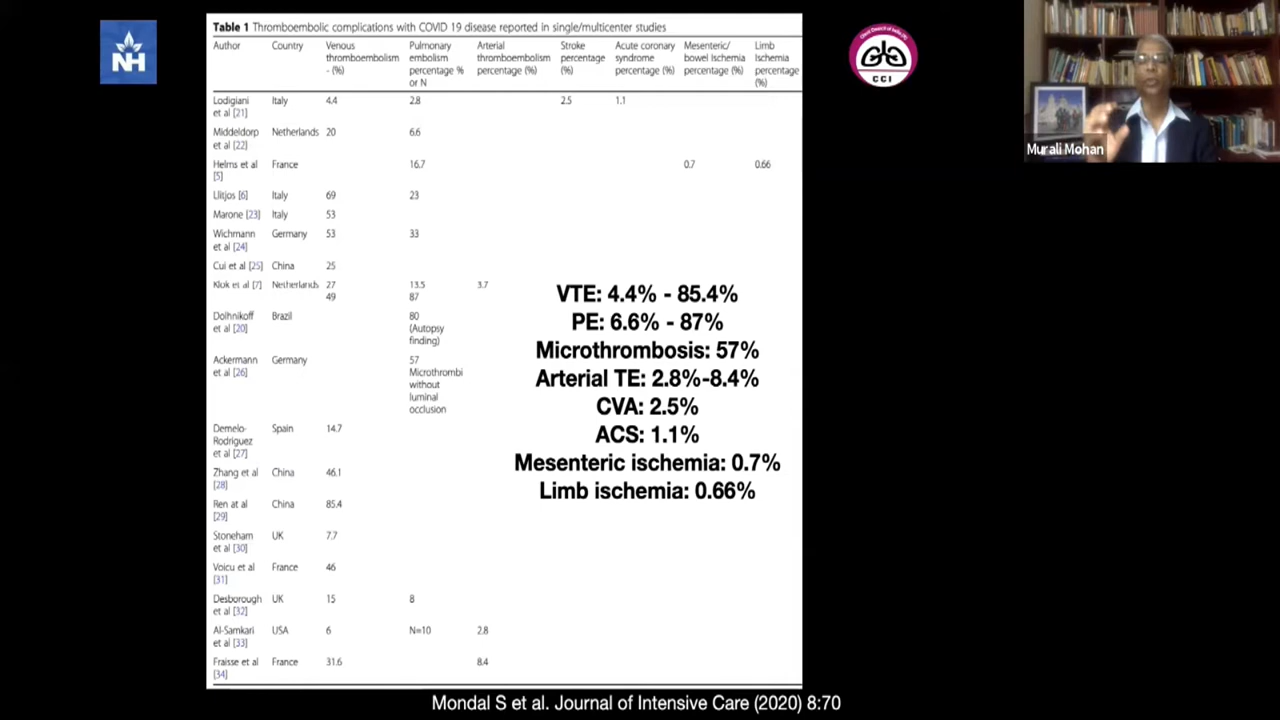 NH
Table 1 Thromboembolic complications with COVID 19 disease reported in single/multicenter studies
Author Country Venous thromboembolism - (%) Pulmonary embolism percentage % or N Arterial thromboembolism percentage (%) Stroke percentage (%) Acute coronary syndrome percentage (%) Mesenteric/ bowel Ischemia percentage (%) Limb Ischemia percentage (%)
Lodigiani et al [21] Italy 4.4 2.8 2.5 1.1
Middeldorp et al [22] Netherlands 20 6.6
Helms et al [5] France 16.7 0.7 0.66
Llitjos [6] Italy 69 23
Marone [23] Italy 53
Wichmann et al [24] Germany 53 33
Cui et al [25] China 25
Klok et al [7] Netherlands 27 13.5 3.7
49 87
Dolhnikoff et al [20] Brazil 80 (Autopsy finding)
Ackermann et al [26] Germany 57 Microthrombi without luminal occlusion
Demelo-Rodriguez et al [27] Spain 14.7
Zhang et al [28] China 46.1
Ren at al [29] China 85.4
Stoneham et al [30] UK 7.7
Voicu et al [31] France 46
Desborough et al [32] UK 15 8
Al-Samkari et al [33] USA 6 N=10 2.8
Fraisse et al [34] France 31.6 8.4
VTE: 4.4% - 85.4%
PE: 6.6% - 87%
Microthrombosis: 57%
Arterial TE: 2.8%-8.4%
CVA: 2.5%
ACS: 1.1%
Mesenteric ischemia: 0.7%
Limb ischemia: 0.66%
CCI
Murali Mohan
Mondal S et al. Journal of Intensive Care (2020) 8:70